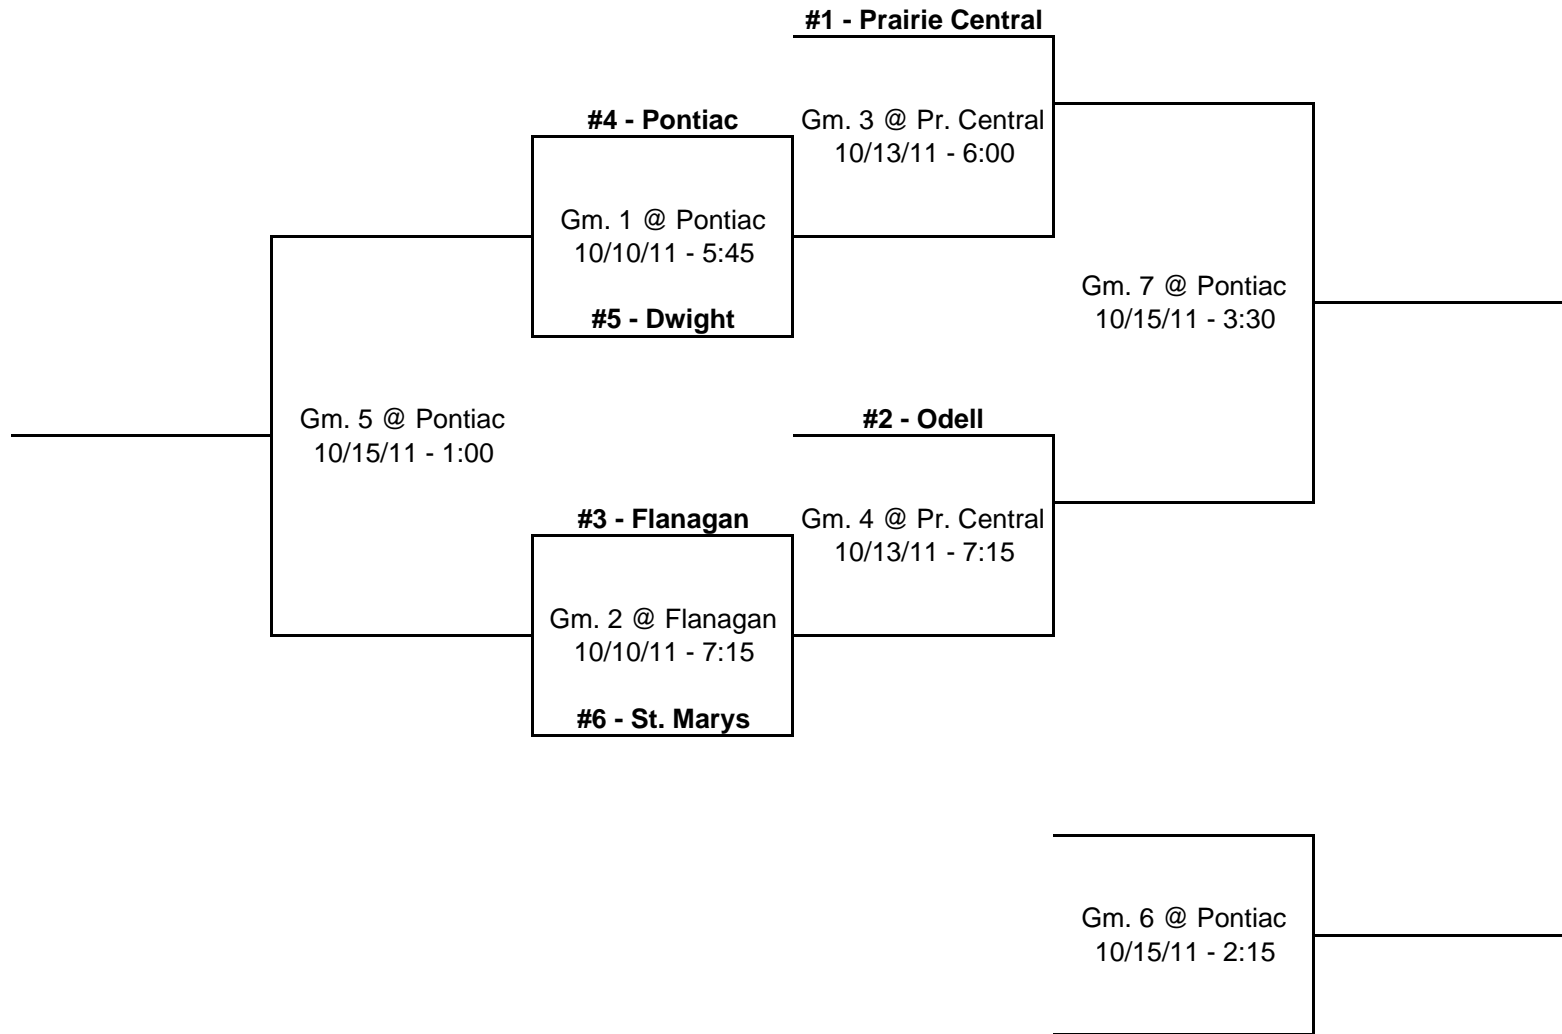 #1 - Prairie Central
#4 - Pontiac
Gm. 3 @ Pr. Central
10/13/11 - 6:00
Gm. 1 @ Pontiac
10/10/11 - 5:45
#5 - Dwight
Gm. 7 @ Pontiac
10/15/11 - 3:30
Gm. 5 @ Pontiac
10/15/11 - 1:00
#2 - Odell
#3 - Flanagan
Gm. 4 @ Pr. Central
10/13/11 - 7:15
Gm. 2 @ Flanagan
10/10/11 - 7:15
#6 - St. Marys
Gm. 6 @ Pontiac
10/15/11 - 2:15